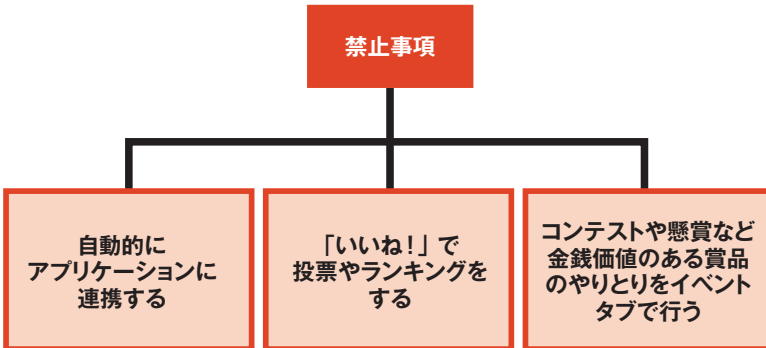 禁止事項
自動的に
アプリケーションに
連携する
「いいね！」で
投票やランキングを
する
コンテストや懸賞など
金銭価値のある賞品
のやりとりをイベント
タブで行う